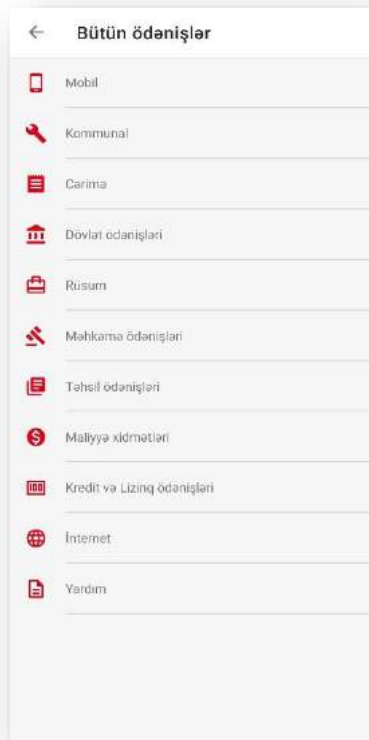 Bütün ödənişlər
Mobil
Kommunal
Cərimə
Dövlət ödənişləri
Rüsum
Məhkəmə ödənişləri
Təhsil ödənişləri
Maliyyə xidmətləri
Kredit və Lizinq ödənişləri
İnternet
Yardım